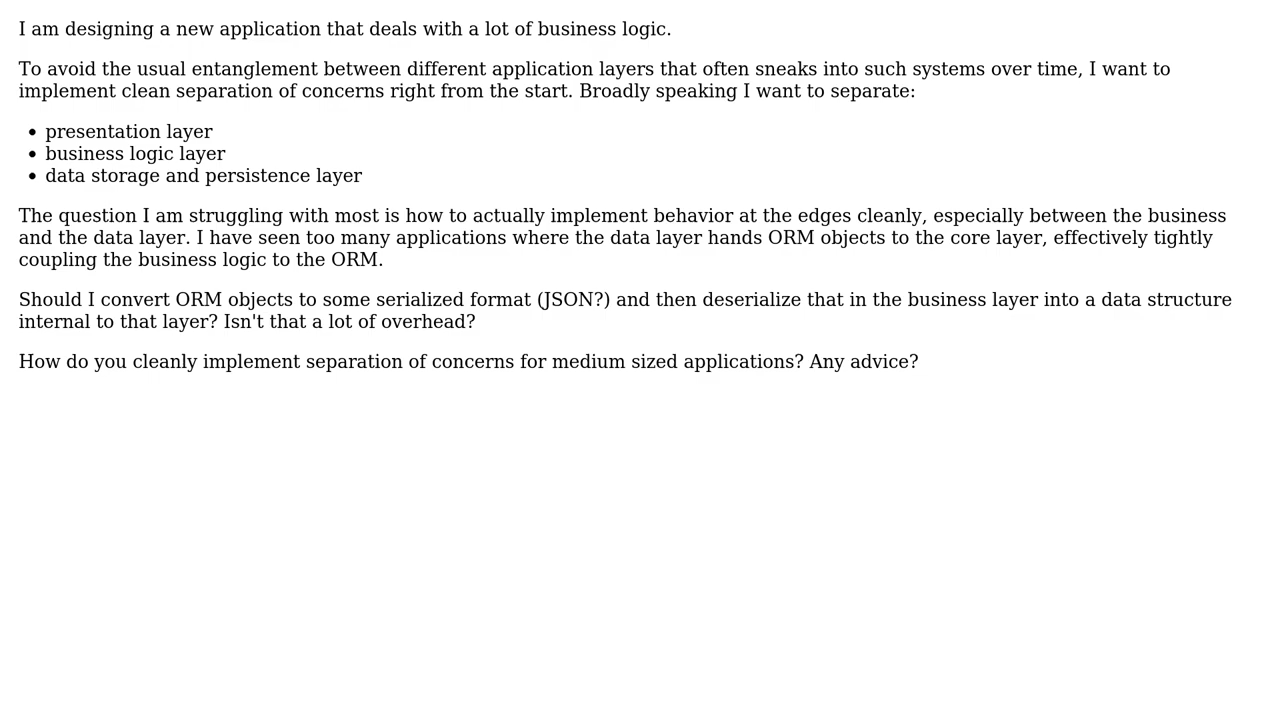 I am designing a new application that deals with a lot of business logic.
To avoid the usual entanglement between different application layers that often sneaks into such systems over time, I want to
implement clean separation of concerns right from the start. Broadly speaking I want to separate:
• presentation layer
• business logic layer
• data storage and persistence layer
The question I am struggling with most is how to actually implement behavior at the edges cleanly, especially between the business
and the data layer. I have seen too many applications where the data layer hands ORM objects to the core layer, effectively tightly
coupling the business logic to the ORM.
Should I convert ORM objects to some serialized format (JSON?) and then deserialize that in the business layer into a data structure
internal to that layer? Isn't that a lot of overhead?
How do you cleanly implement separation of concerns for medium sized applications? Any advice?